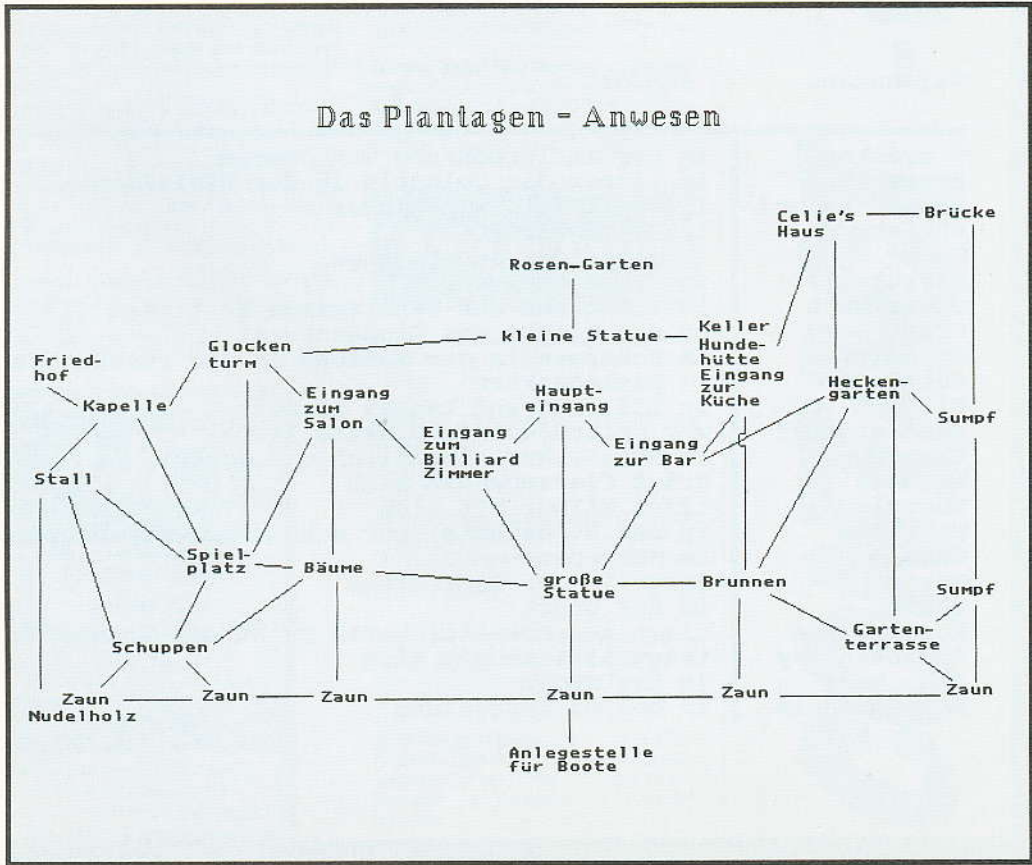 Das Plantagen - Anwesen
Celie's
Haus
Brücke
Rosen-Garten
kleine Statue
Keller
Hunde-
hütte
Eingang
zur
Küche
Glocken
turm
Fried-
hof
Kapelle
Eingang
zum
Salon
Haupt-
eingang
Hecken-
garten
Sumpf
Eingang
zum
Billiard
Zimmer
Eingang
zur Bar
Stall
Spiel-
platz
Bäume
große
Statue
Brunnen
Sumpf
Garten-
terrasse
Schuppen
Zaun
Nudelholz
Zaun
Zaun
Zaun
Zaun
Zaun
Anlegestelle
für Boote